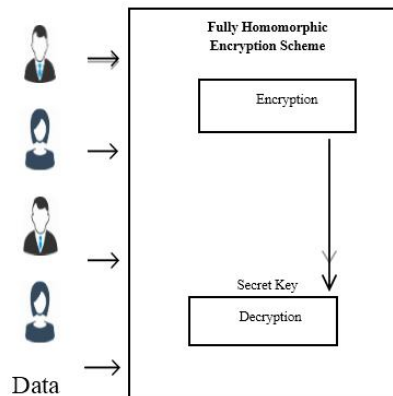 Fully Homomorphic
Encryption Scheme
Encryption
Secret Key
Decryption
Data